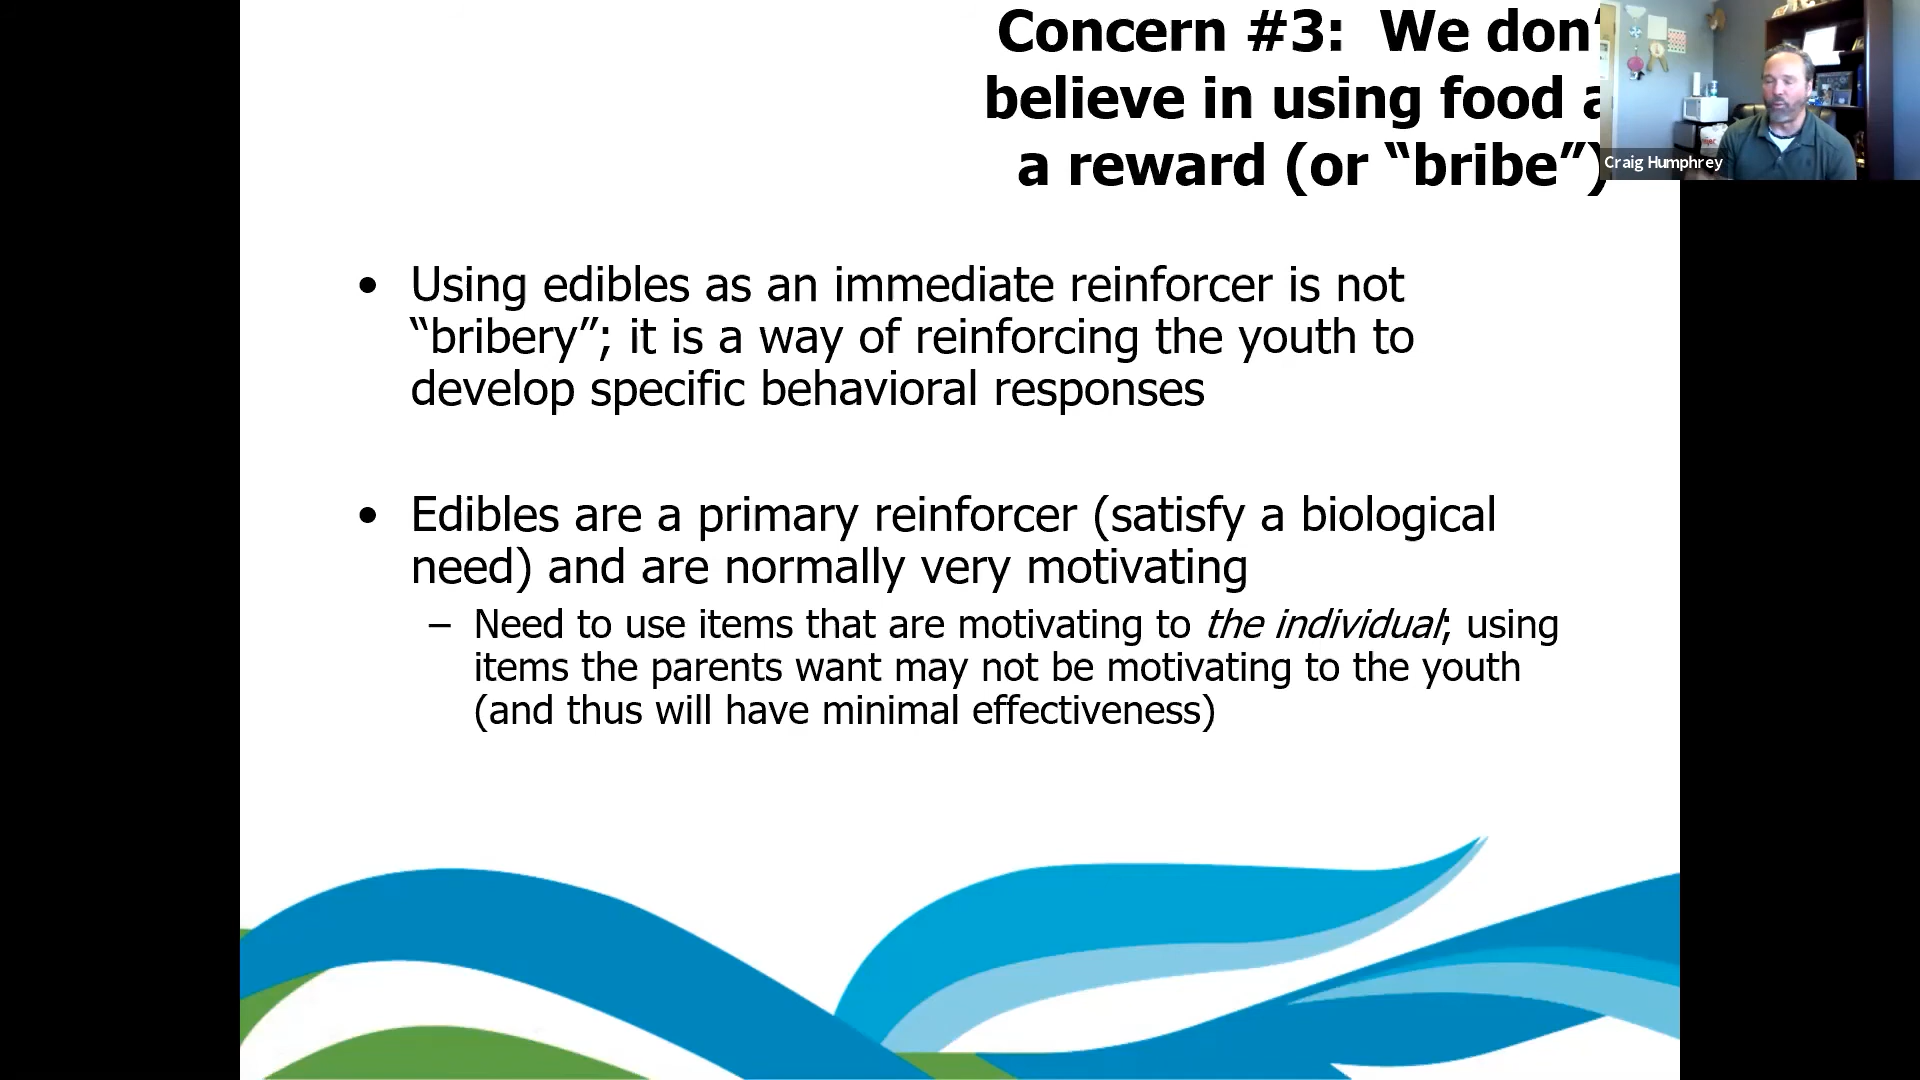 Concern #3: We don'
believe in using food a
a reward (or “bribe”)
Craig Humphrey
• Using edibles as an immediate reinforcer is not
“bribery”; it is a way of reinforcing the youth to
develop specific behavioral responses
• Edibles are a primary reinforcer (satisfy a biological
need) and are normally very motivating
– Need to use items that are motivating to the individual; using
items the parents want may not be motivating to the youth
(and thus will have minimal effectiveness)